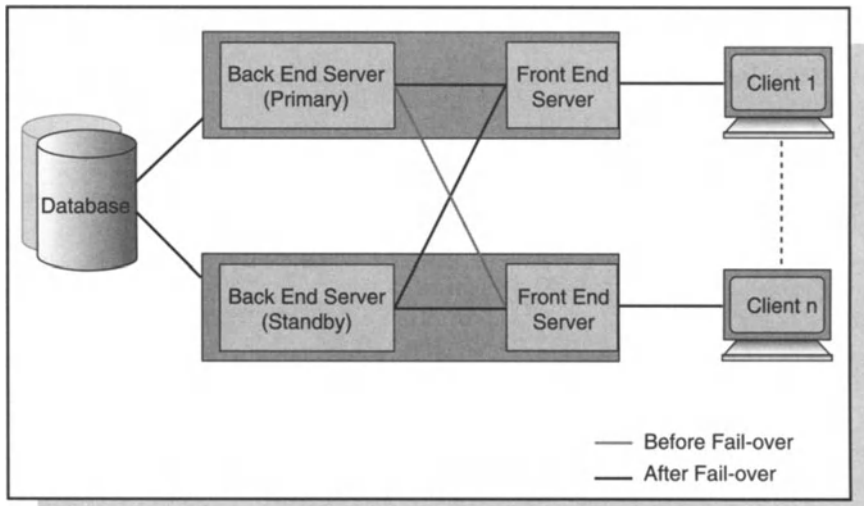 Back End Server
(Primary)
Front End
Server
Client 1
Database
Back End Server
(Standby)
Front End
Server
Client n
Before Fail-over
After Fail-over